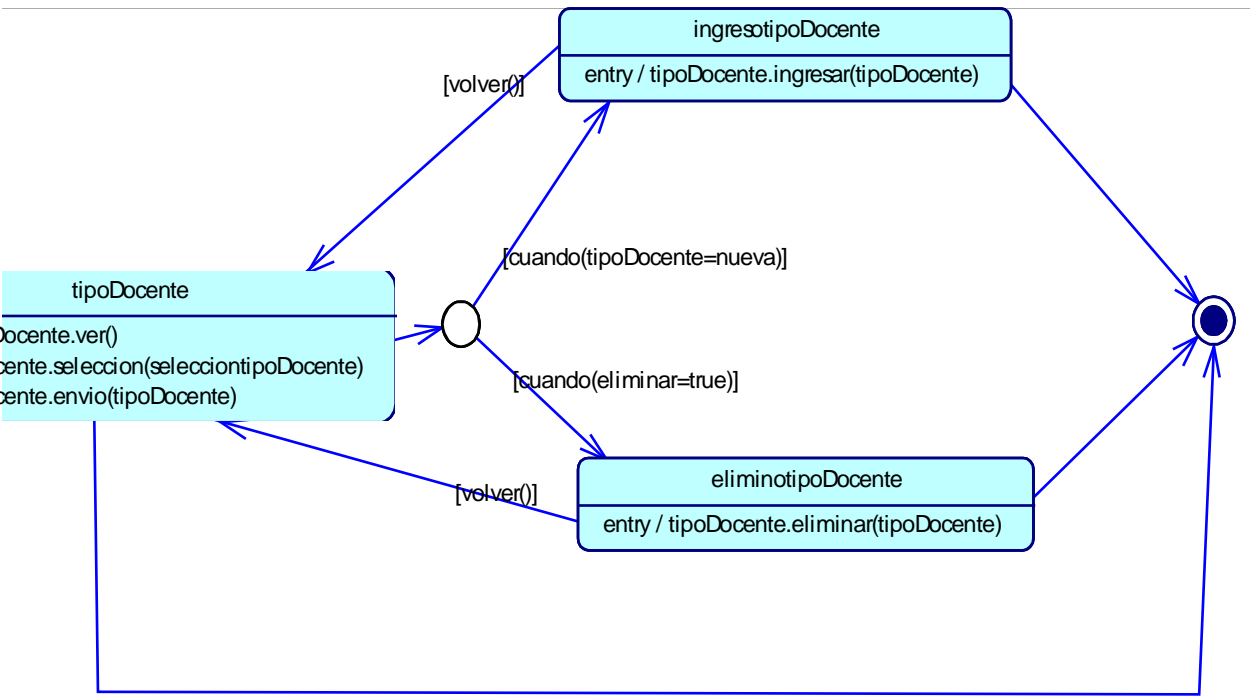 ingresotipoDocente
entry / tipoDocente.ingresar(tipoDocente)
[volver()]
[cuando(tipoDocente=nueva)]
tipoDocente
Docente.ver()
cente.seleccion(selecciontipoDocente)
cente.envio(tipoDocente)
[cuando(eliminar=true)]
eliminotipoDocente
entry / tipoDocente.eliminar(tipoDocente)
[volver()]